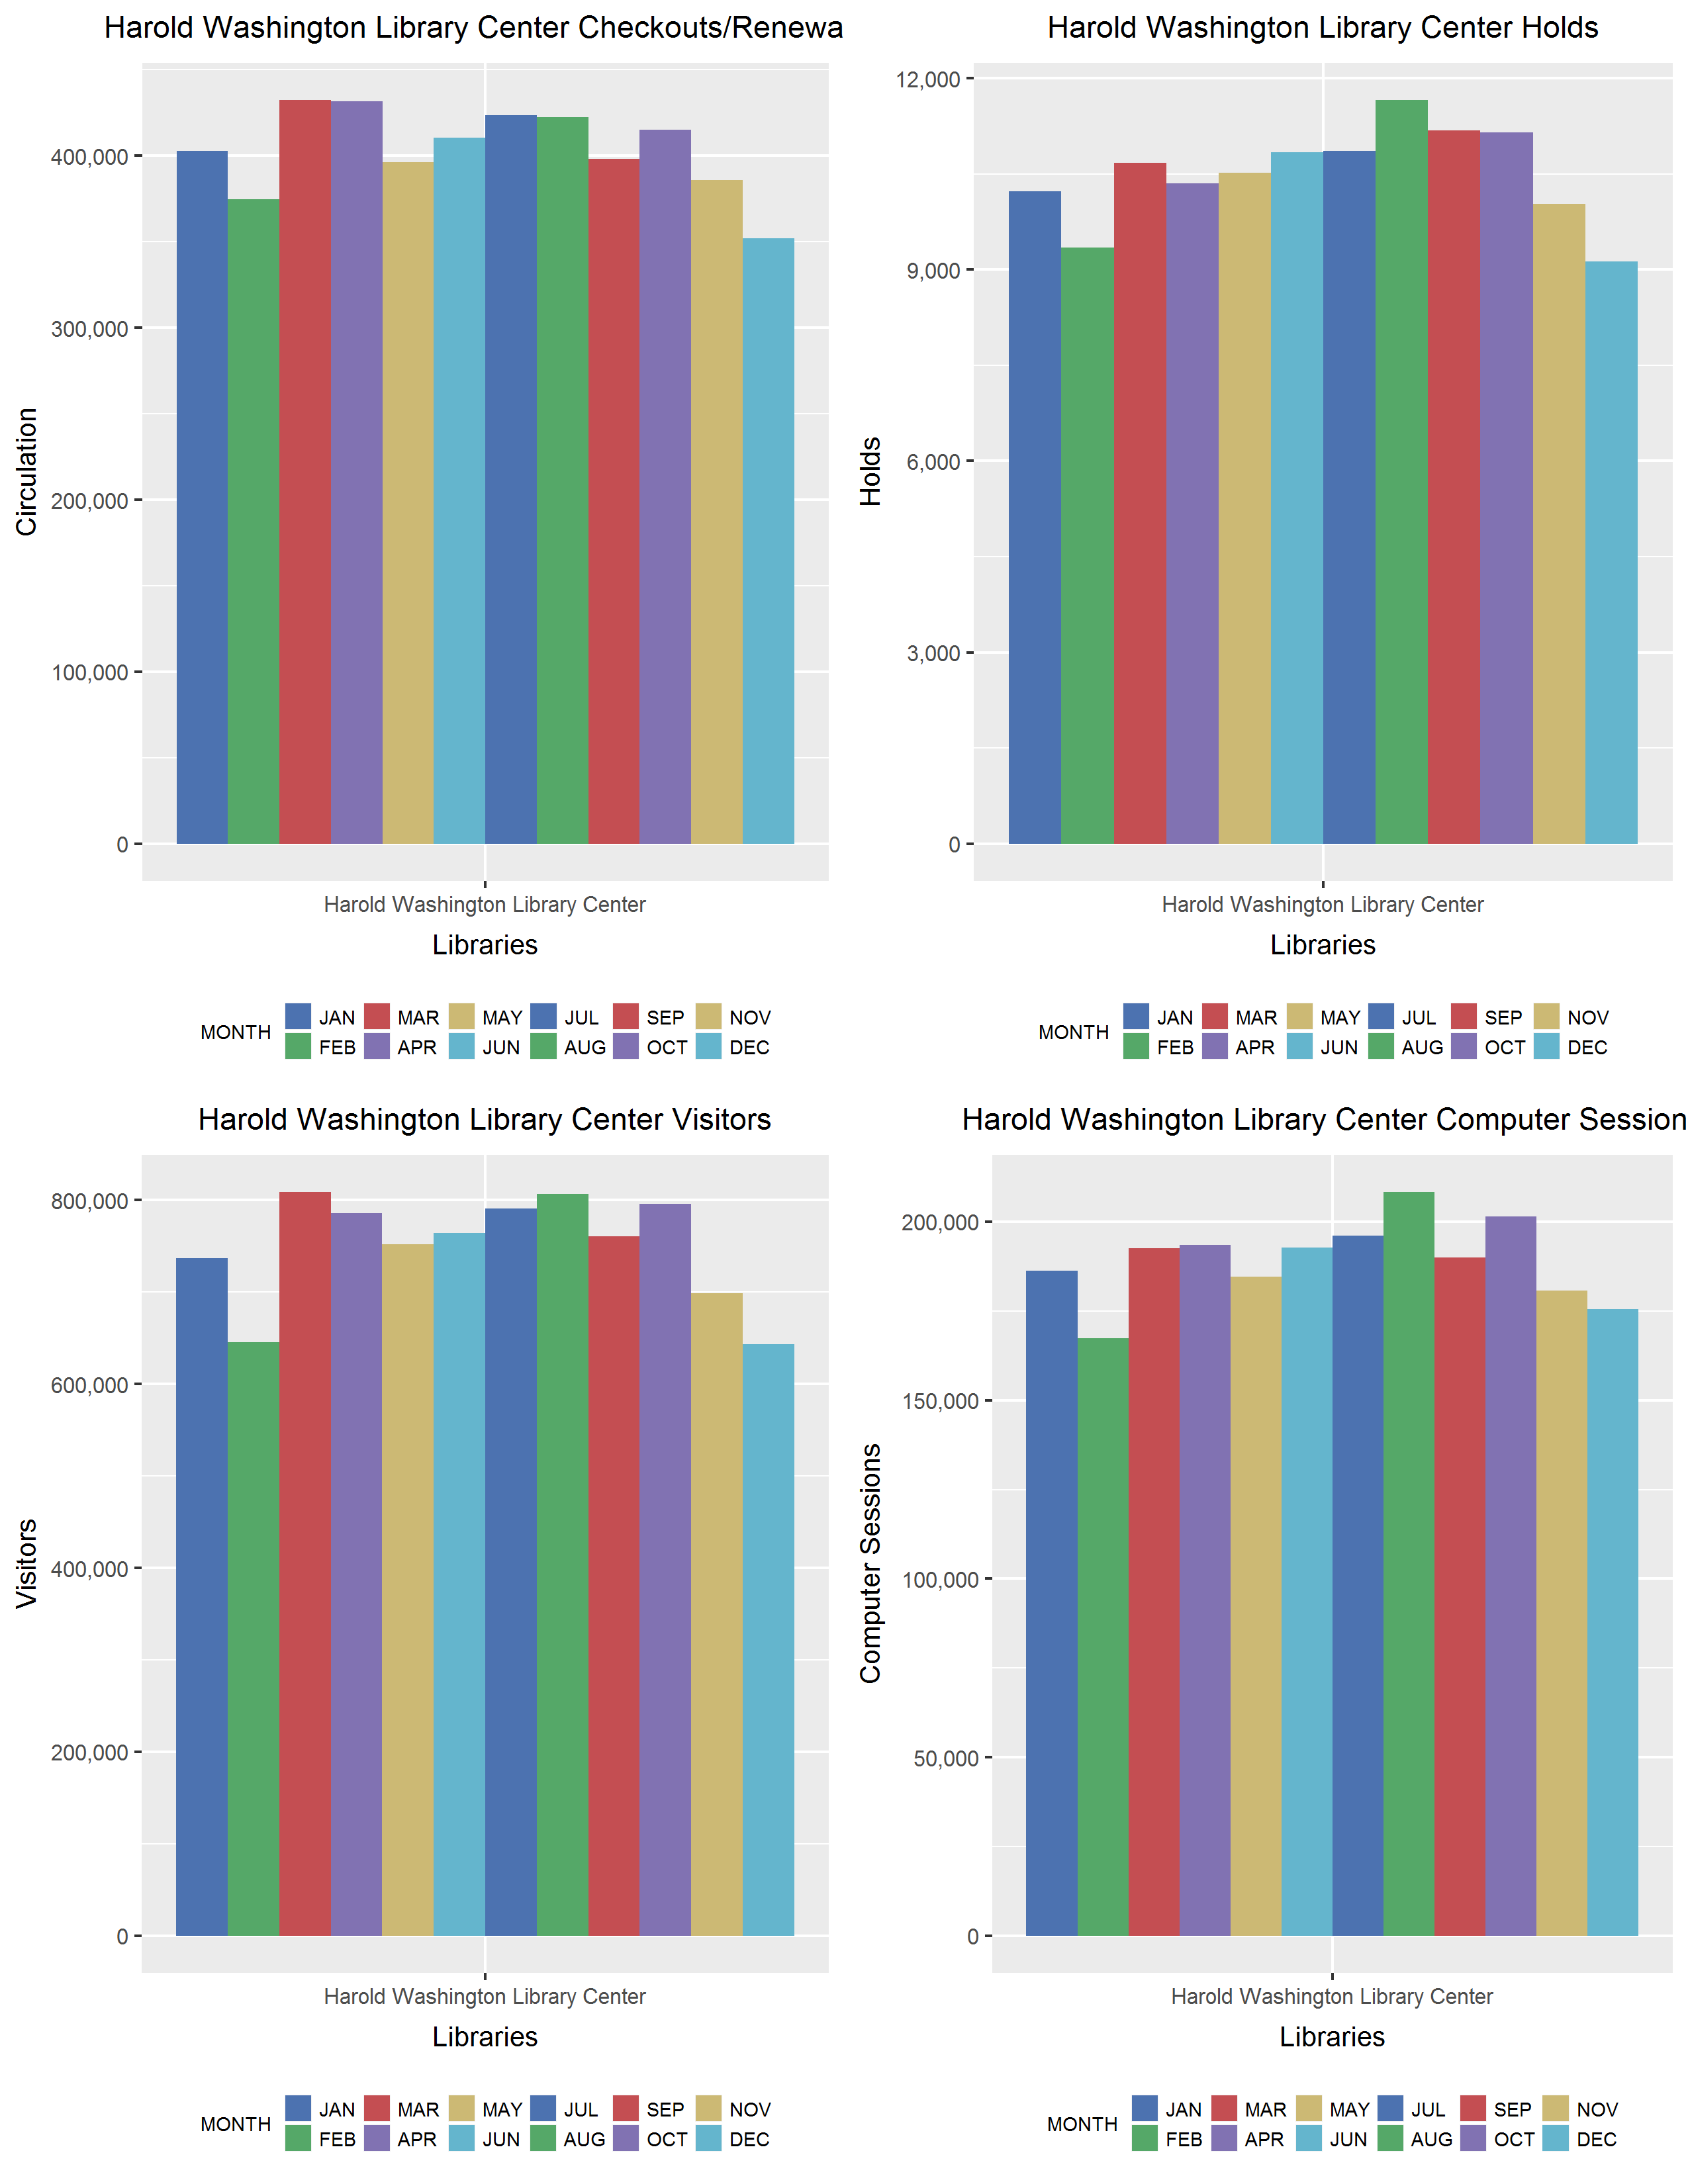 Harold Washington Library Center Checkouts/Renewa
Circulation
400,000
300,000
200,000
100,000
0
Harold Washington Library Center
Libraries
MONTH
JAN MAR MAY JUL SEP NOV
FEB APR JUN AUG OCT DEC
Harold Washington Library Center Holds
Holds
12,000
9,000
6,000
3,000
0
Harold Washington Library Center
Libraries
MONTH
JAN MAR MAY JUL SEP NOV
FEB APR JUN AUG OCT DEC
Harold Washington Library Center Visitors
Visitors
800,000
600,000
400,000
200,000
0
Harold Washington Library Center
Libraries
MONTH
JAN MAR MAY JUL SEP NOV
FEB APR JUN AUG OCT DEC
Harold Washington Library Center Computer Session
Computer Sessions
200,000
150,000
100,000
50,000
0
Harold Washington Library Center
Libraries
MONTH
JAN MAR MAY JUL SEP NOV
FEB APR JUN AUG OCT DEC